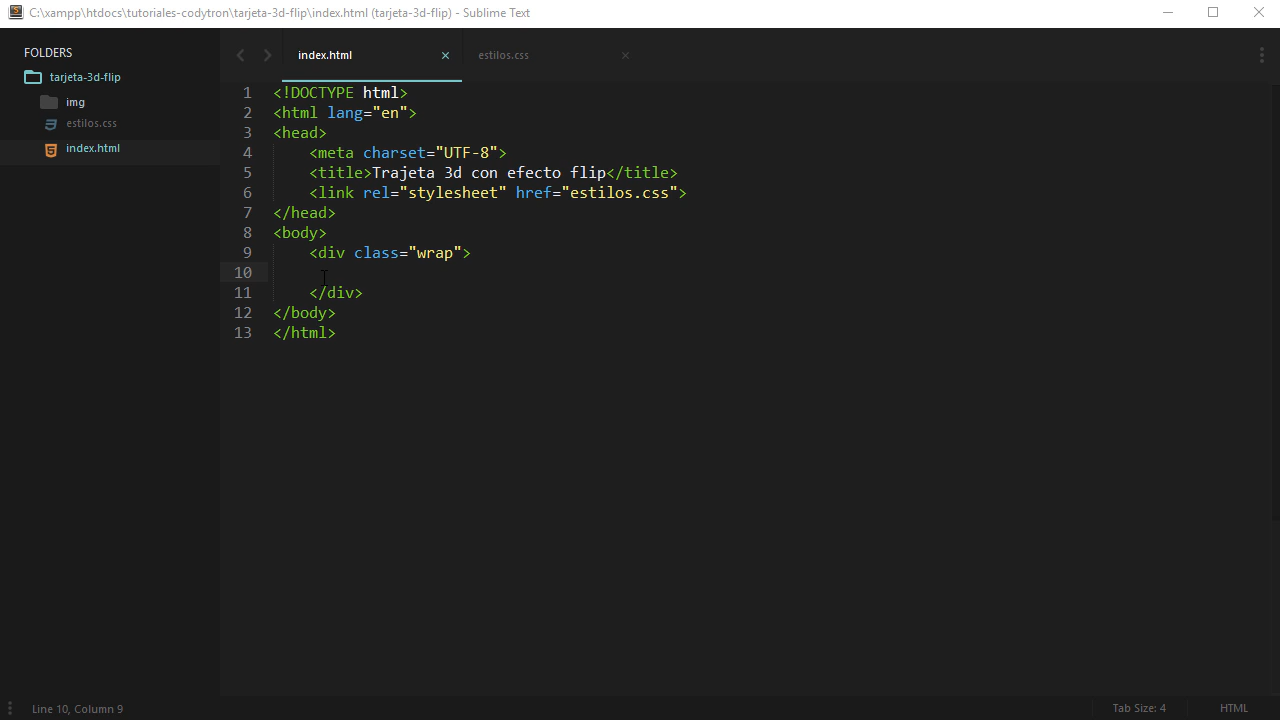 C:\xampp\htdocs\tutoriales-codytron\tarjeta-3d-flip\index.html (tarjeta-3d-flip) - Sublime Text
FOLDERS
tarjeta-3d-flip
img
estilos.css
index.html
index.html
estilos.css
1 <!DOCTYPE html>
2 <html lang="en">
3 <head>
4     <meta charset="UTF-8">
5     <title>Trajeta 3d con efecto flip</title>
6     <link rel="stylesheet" href="estilos.css">
7 </head>
8 <body>
9     <div class="wrap">
10
11     </div>
12 </body>
13 </html>
Line 10, Column 9
Tab Size: 4
HTML